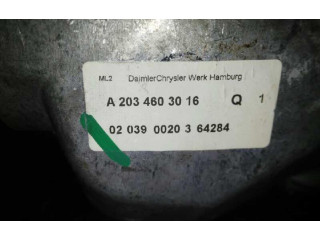 ML2 DaimlerChrysler Werk Hamburg
A 203 460 30 16 Q 1
02 039 0020 3 64284